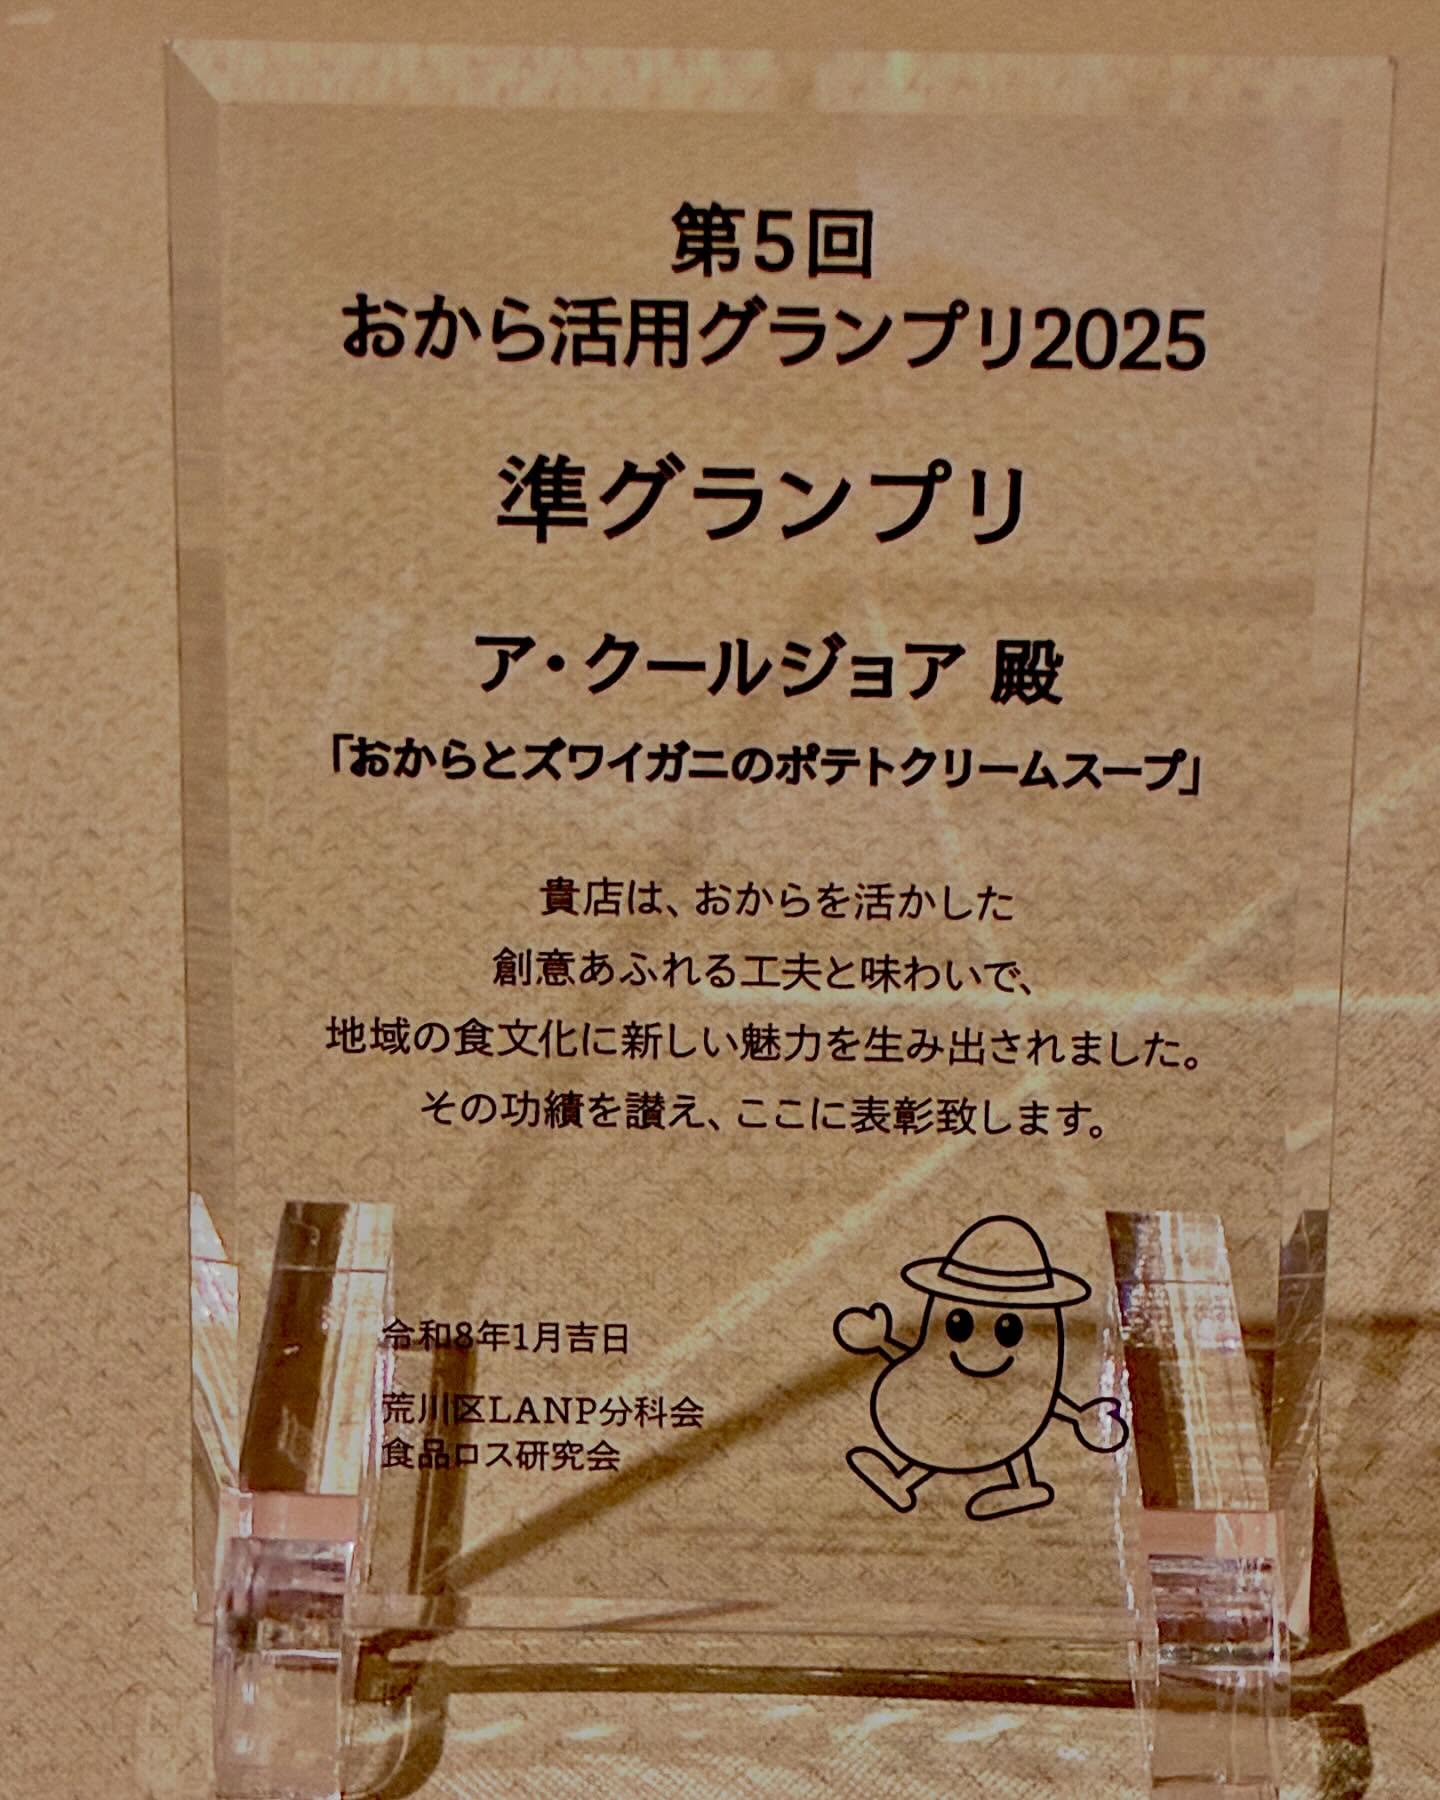 第5回
おから活用グランプリ2025
準グランプリ
ア・クールジョア 殿
「おからとズワイガニのポテトクリームスープ」
貴店は、おからを活かした
創意あふれる工夫と味わいで、
地域の食文化に新しい魅力を生み出されました。
その功績を讃え、ここに表彰致します。
令和8年1月吉日
荒川区LANP分科会
食品ロス研究会